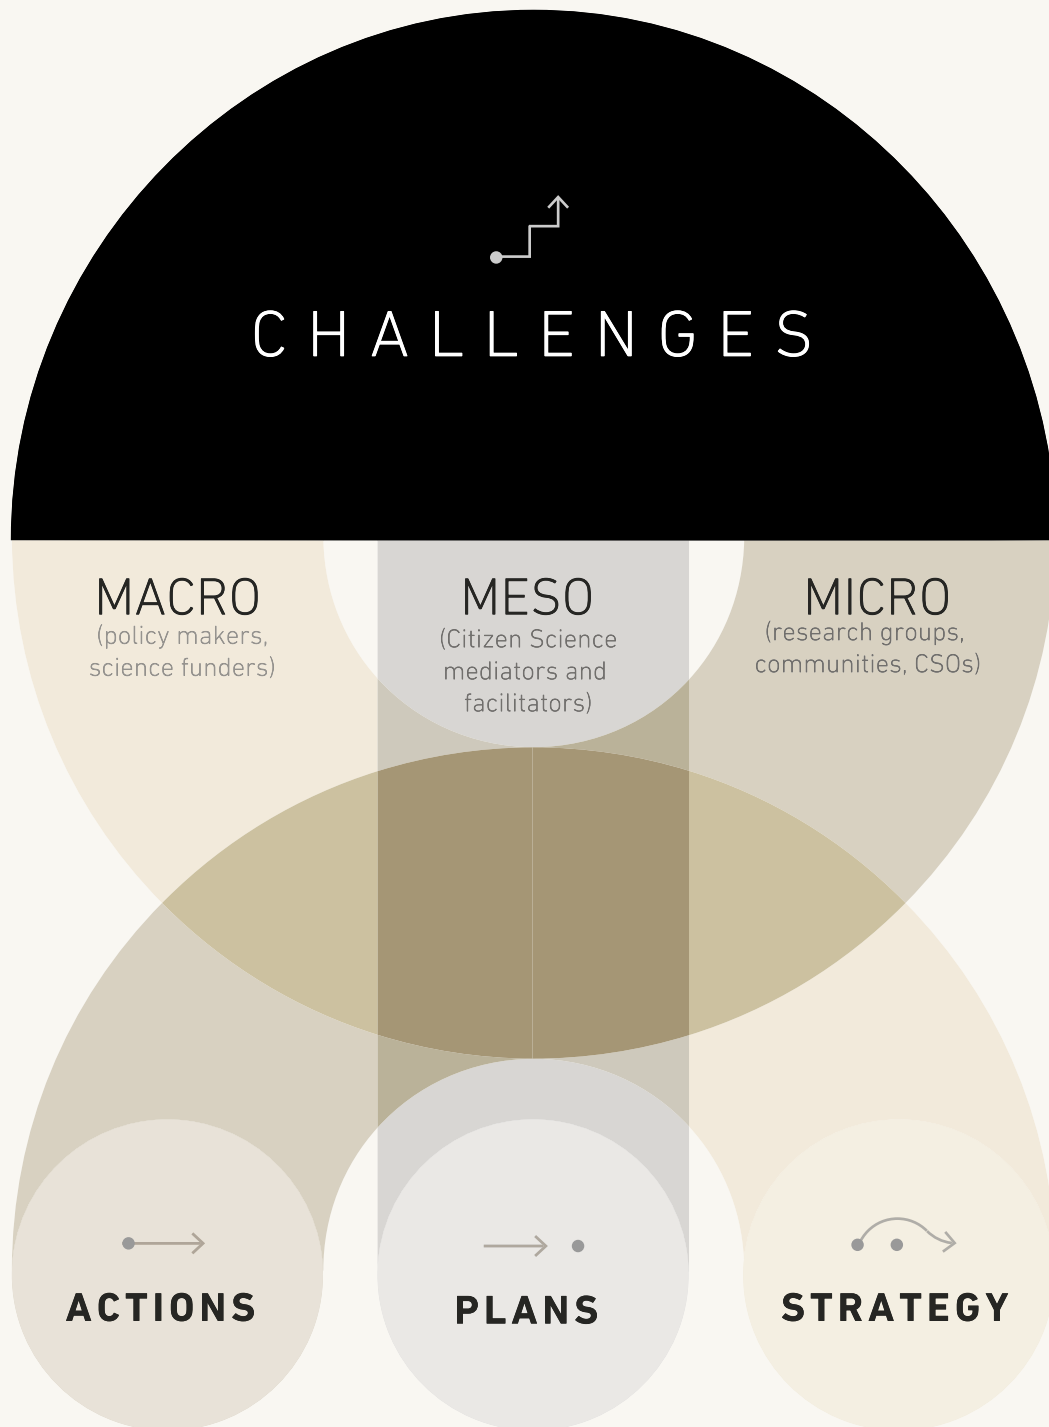 CHALLENGES
MACRO
(policy makers,
science funders)
MESO
(Citizen Science
mediators and
facilitators)
MICRO
(research groups,
communities, CSOs)
ACTIONS
PLANS
STRATEGY